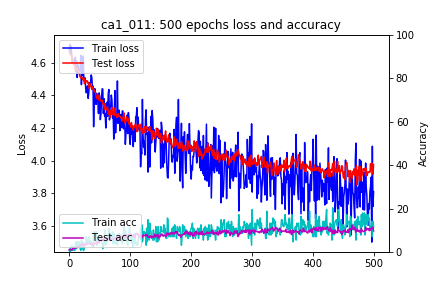 ca1_011: 500 epochs loss and accuracy
Train loss
Test loss
Train acc
Test acc
Loss
4.6
4.4
4.2
4.0
3.8
3.6
Accuracy
100
80
60
40
20
0
0 100 200 300 400 500